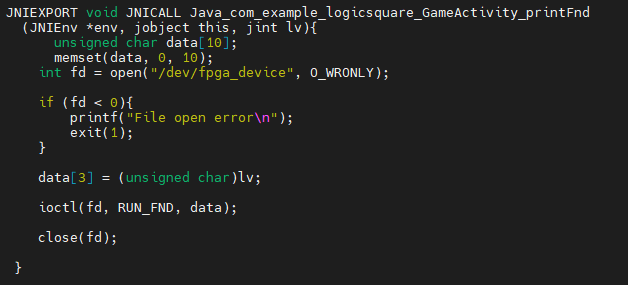 JNIEXPORT void JNICALL Java_com_example_logicsquare_GameActivity_printFnd
  (JNIEnv *env, jobject this, jint lv){
      unsigned char data[10];
      memset(data, 0, 10);
    int fd = open("/dev/fpga_device", O_WRONLY);

    if (fd < 0){
        printf("File open error\n");
        exit(1);
    }

    data[3] = (unsigned char)lv;

    ioctl(fd, RUN_FND, data);

    close(fd);

 }